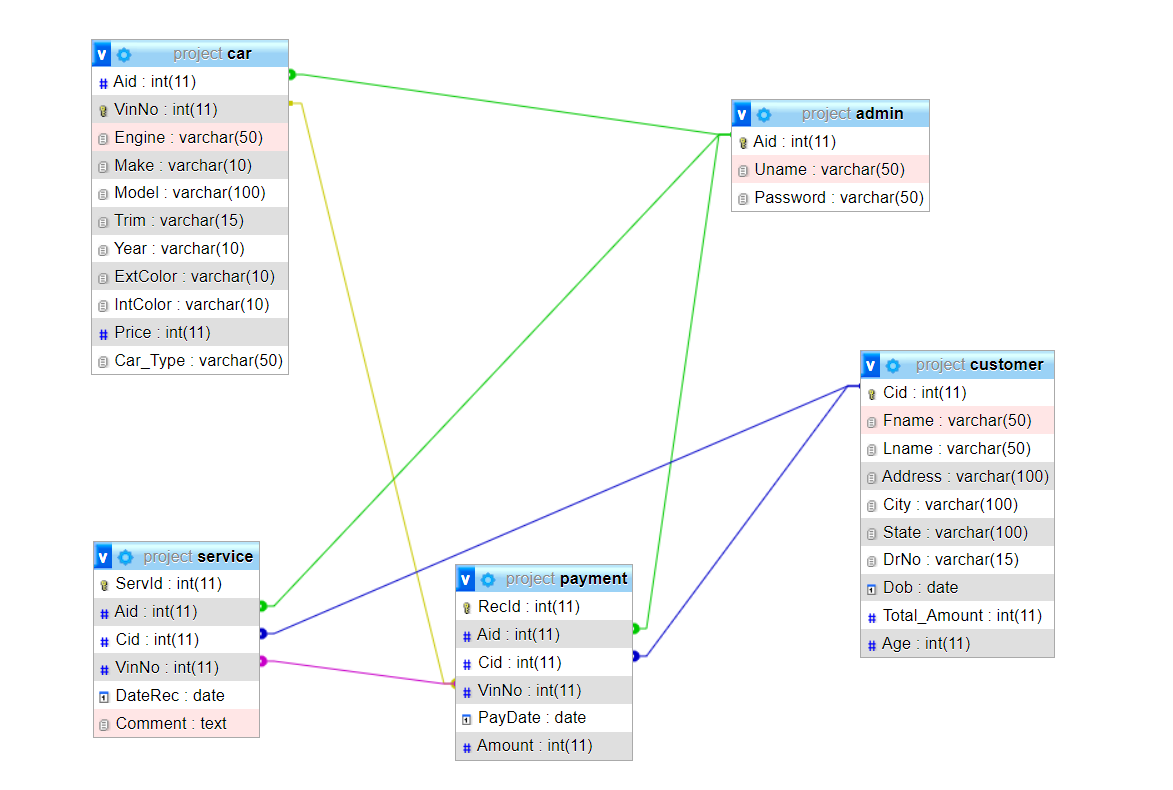 v project car
# Aid : int(11)
VinNo : int(11)
Engine : varchar(50)
Make : varchar(10)
Model : varchar(100)
Trim : varchar(15)
Year : varchar(10)
ExtColor : varchar(10)
IntColor : varchar(10)
# Price : int(11)
Car_Type : varchar(50)
v project admin
Aid : int(11)
Uname : varchar(50)
Password : varchar(50)
v project customer
Cid : int(11)
Fname : varchar(50)
Lname : varchar(50)
Address : varchar(100)
City : varchar(100)
State : varchar(100)
DrNo : varchar(15)
Dob : date
# Total_Amount : int(11)
# Age : int(11)
v project service
ServId : int(11)
# Aid : int(11)
# Cid : int(11)
# VinNo : int(11)
DateRec : date
Comment : text
v project payment
RecId : int(11)
# Aid : int(11)
# Cid : int(11)
# VinNo : int(11)
PayDate : date
# Amount : int(11)